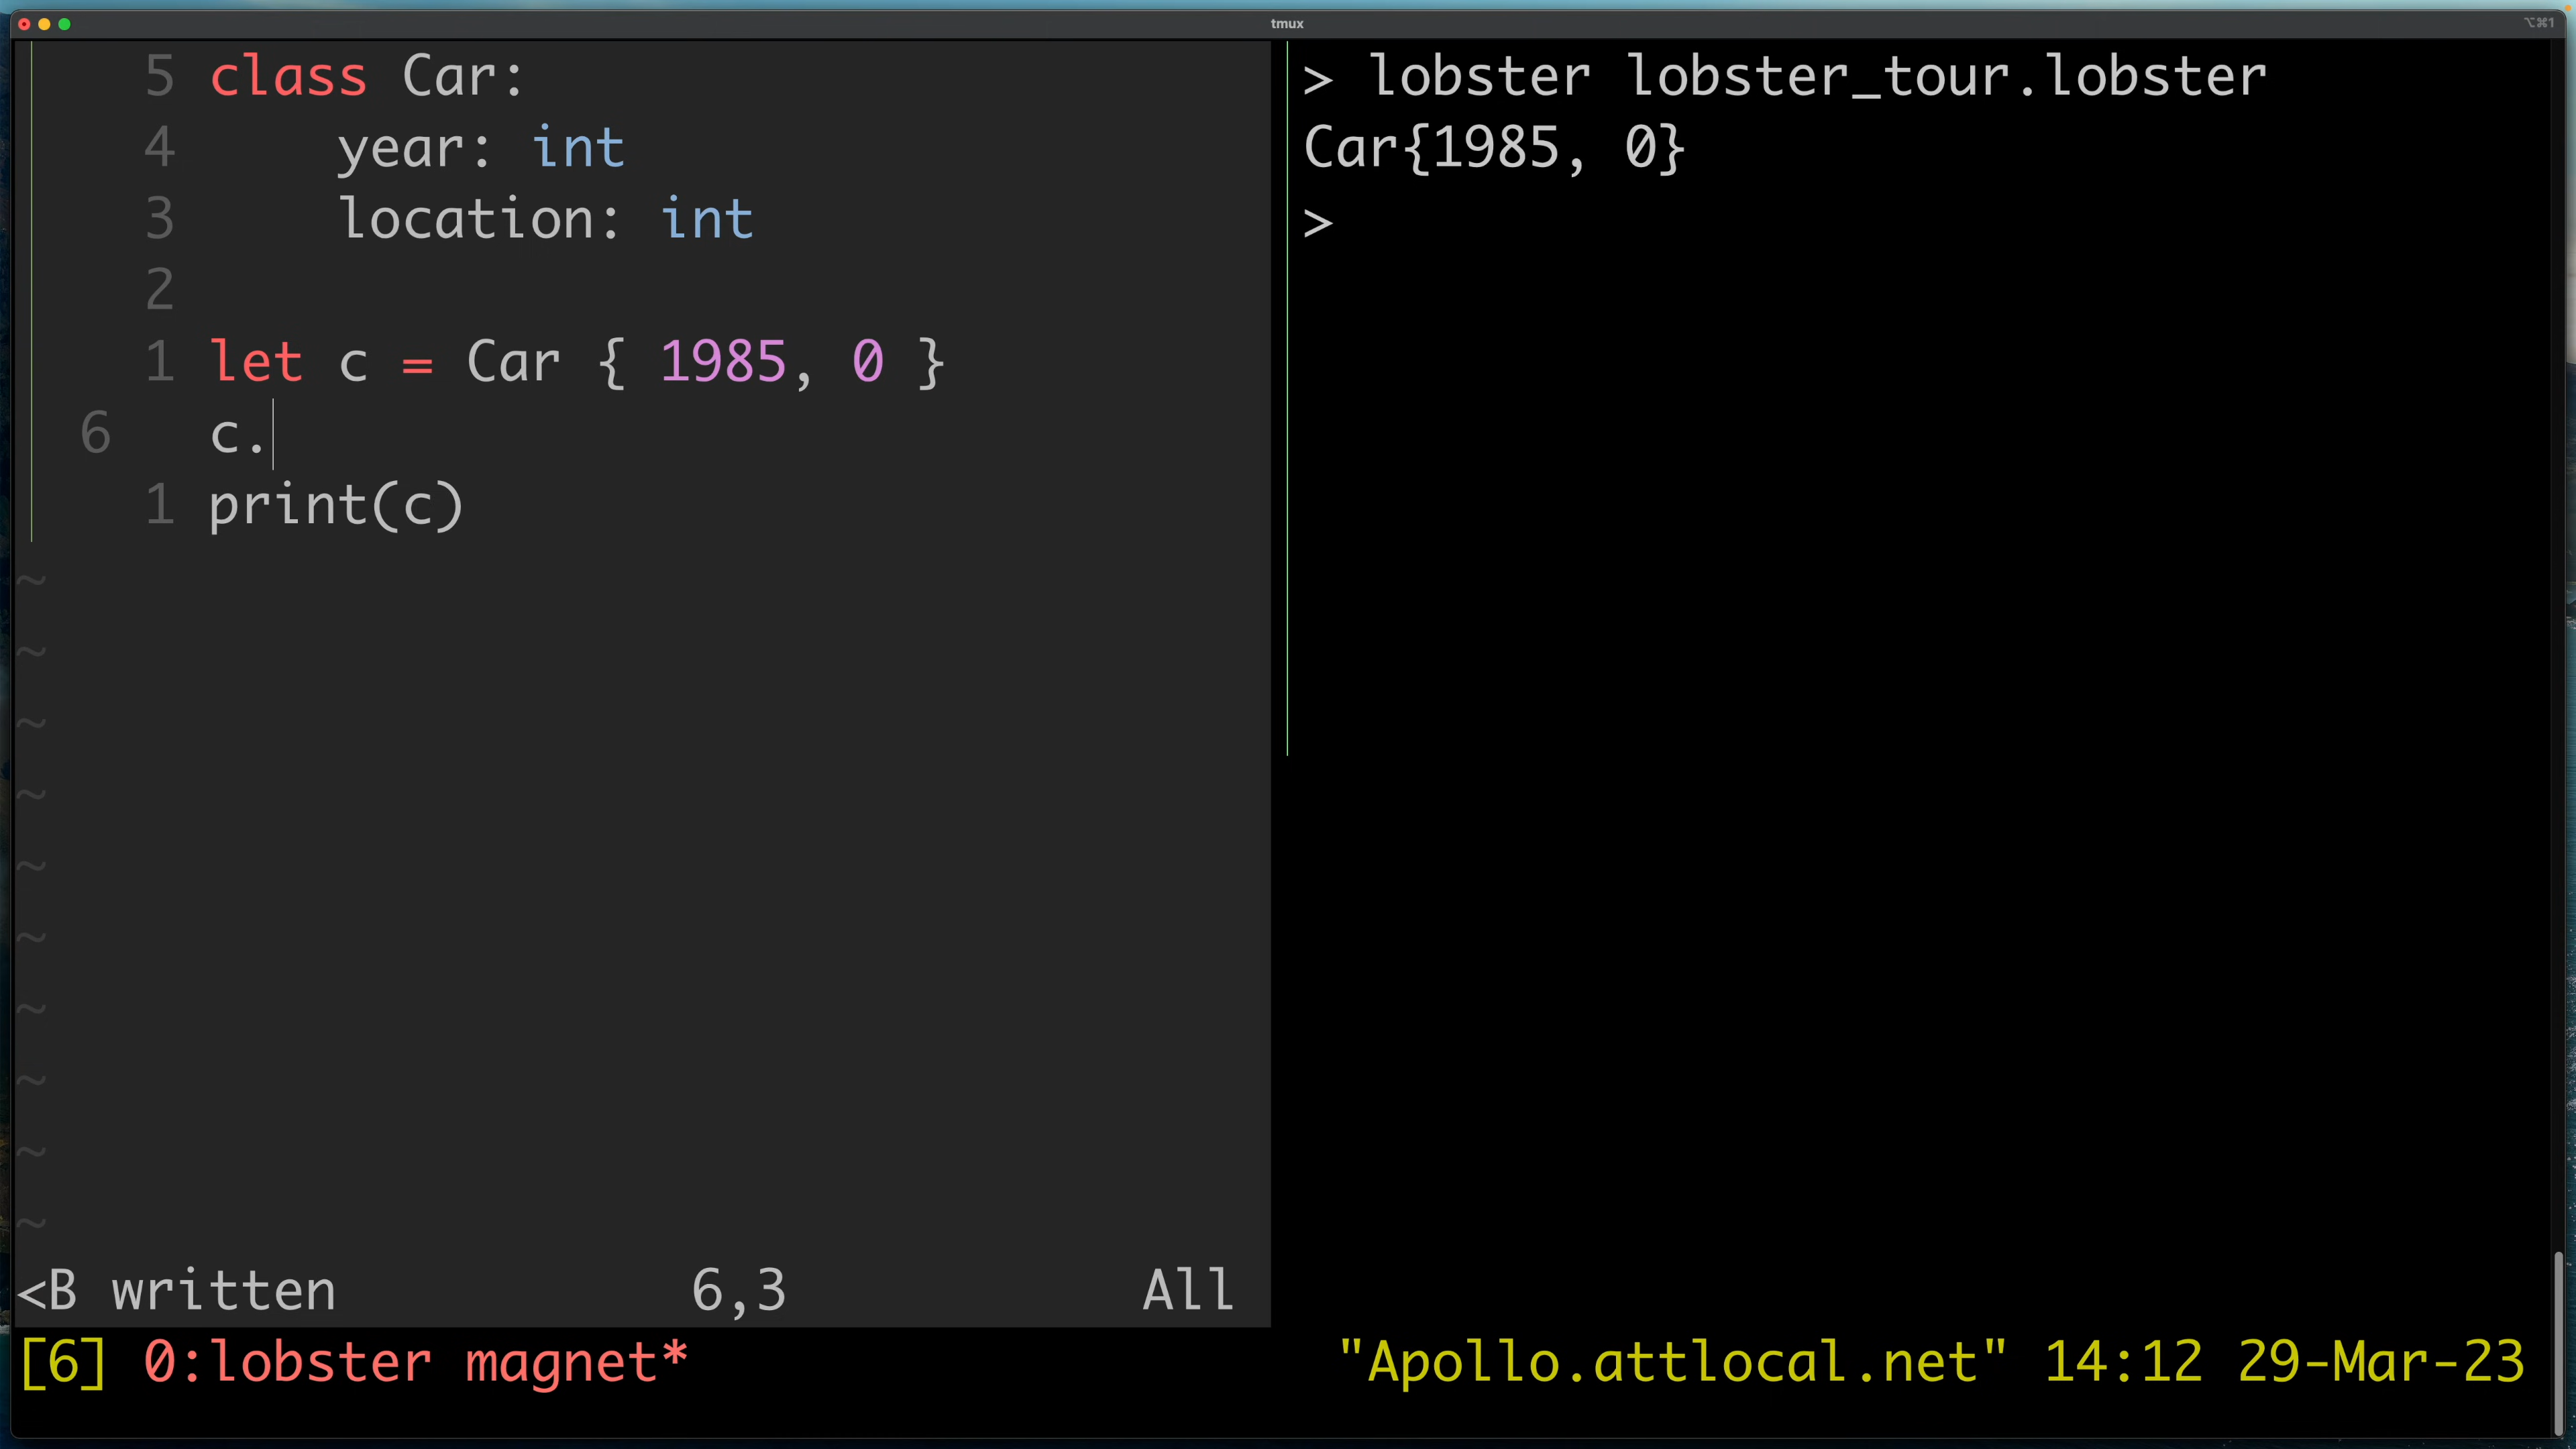 tmux
⌥⌘1
5 class Car:
4 year: int
3 location: int
2
1 let c = Car { 1985, 0 }
6 c.
1 print(c)
~
~
~
~
~
~
~
~
~
~
<B written 6,3 All
> lobster lobster_tour.lobster
Car{1985, 0}
>
[6] 0:lobster magnet* "Apollo.attlocal.net" 14:12 29-Mar-23